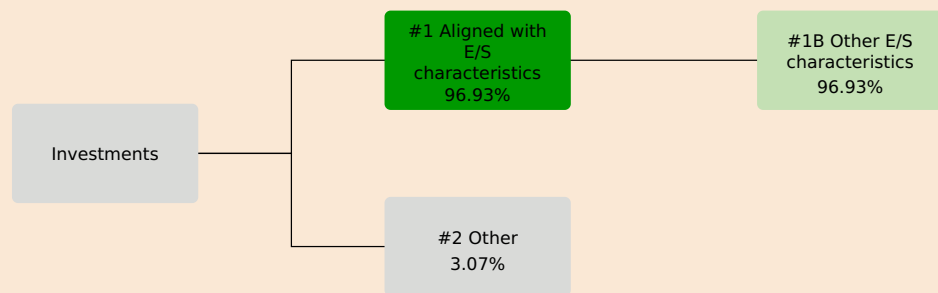 #1 Aligned with
E/S
characteristics
96.93%
#1B Other E/S
characteristics
96.93%
Investments
#2 Other
3.07%